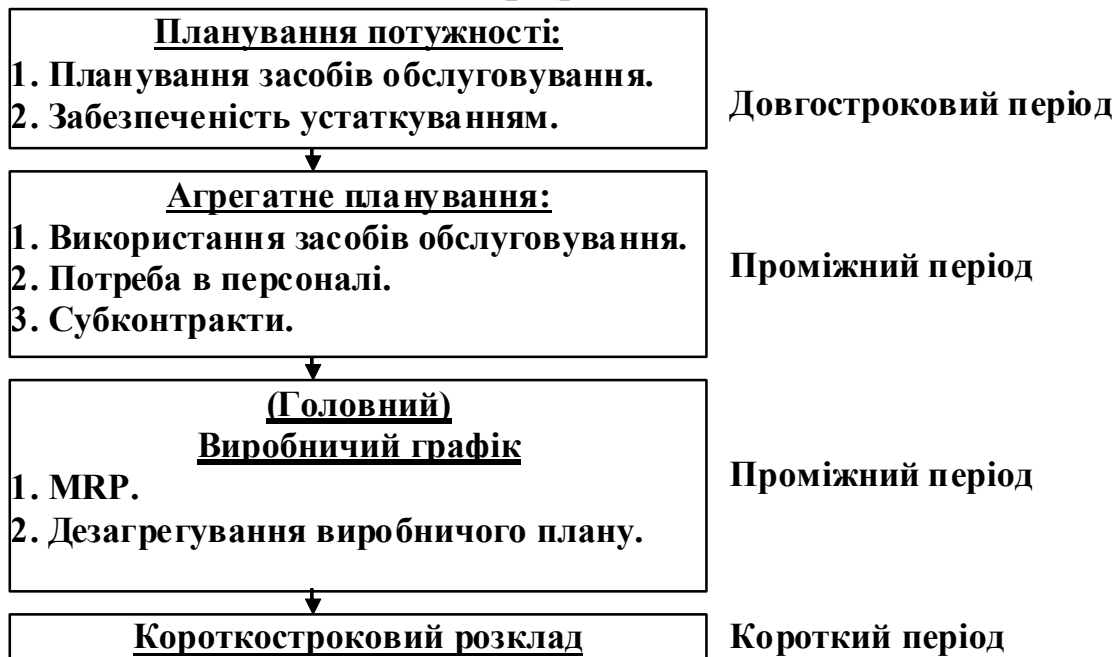 Планування потужності:
1. Планування засобів обслуговування.
2. Забезпеченість устаткуванням.
Довгостроковий період
Агрегатне планування:
1. Використання засобів обслуговування.
2. Потреба в персоналі.
3. Субконтракти.
Проміжний період
(Головний)
Виробничий графік
1. MRP.
2. Дезагрегування виробничого плану.
Проміжний період
Короткостроковий розклад
Короткий період